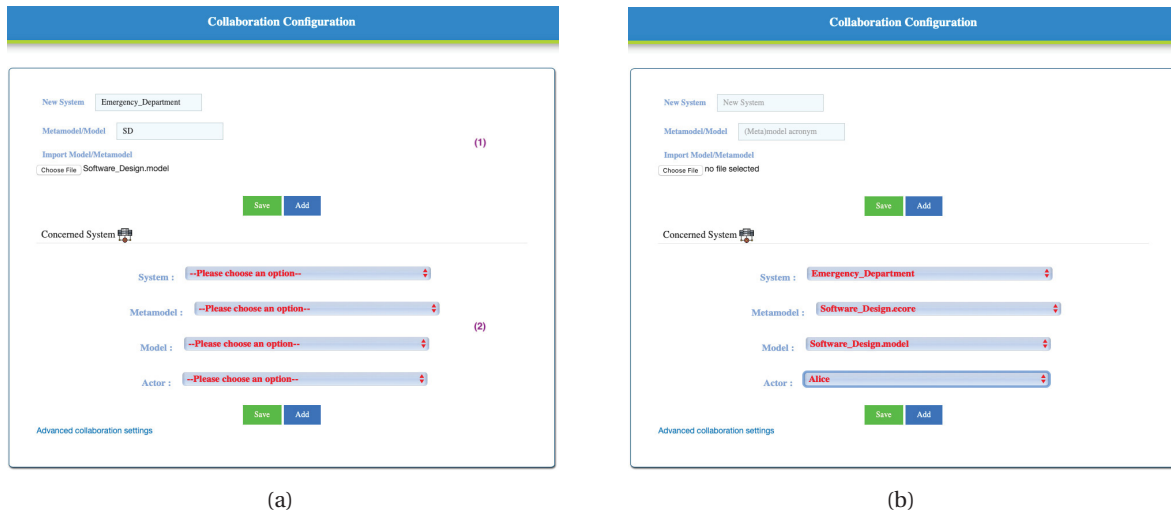 Collaboration Configuration
New System Emergency_Department
Metamodel/Model SD
(1)
Import Model/Metamodel
Choose File Software_Design.model
Save Add
Concerned System
System : --Please choose an option--
Metamodel : --Please choose an option--
(2)
Model : --Please choose an option--
Actor : --Please choose an option--
Save Add
Advanced collaboration settings
(a)
Collaboration Configuration
New System New System
Metamodel/Model (Meta)model acronym
Import Model/Metamodel
Choose File no file selected
Save Add
Concerned System
System : Emergency_Department
Metamodel : Software_Design.ecore
Model : Software_Design.model
Actor : Alice
Save Add
Advanced collaboration settings
(b)